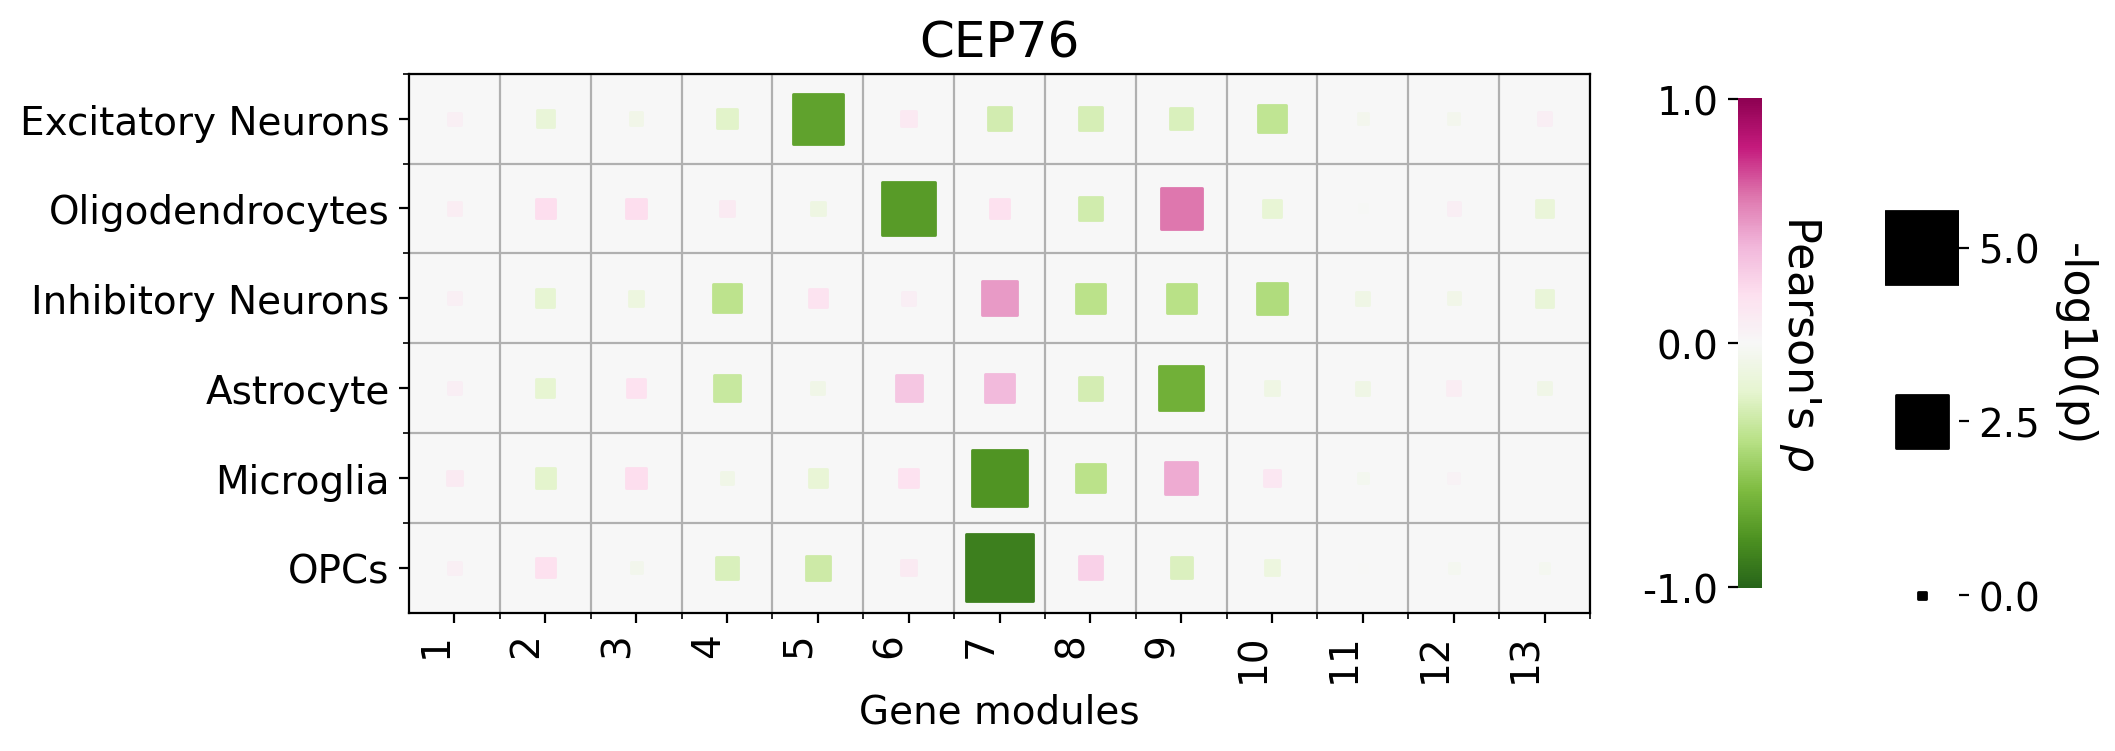 CEP76
Excitatory Neurons
Oligodendrocytes
Inhibitory Neurons
Astrocyte
Microglia
OPCs
1 2 3 4 5 6 7 8 9 10 11 12 13
Gene modules
1.0
0.0
-1.0
Pearson's ρ
5.0
2.5
0.0
-log10(p)